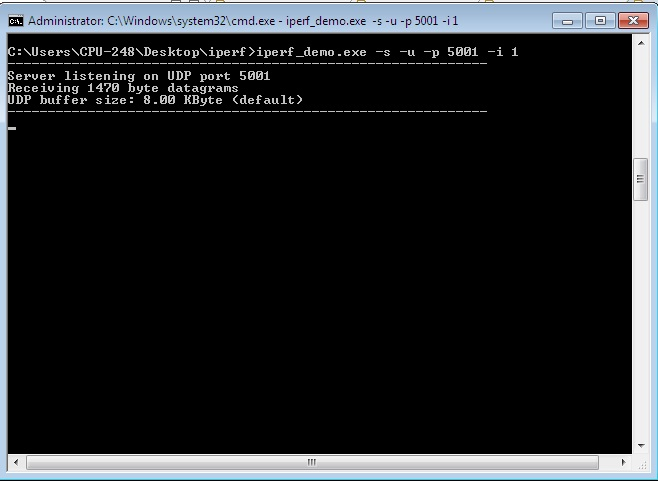 Administrator: C:\Windows\system32\cmd.exe - iperf_demo.exe -s -u -p 5001 -i 1
C:\Users\CPU-248\Desktop\iperf>iperf_demo.exe -s -u -p 5001 -i 1
------------------------------------------------------------
Server listening on UDP port 5001
Receiving 1470 byte datagrams
UDP buffer size: 8.00 KByte (default)
------------------------------------------------------------